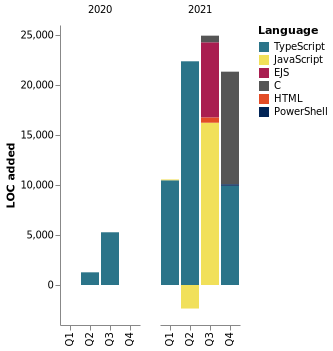 2020
2021
LOC added
25,000
20,000
15,000
10,000
5,000
0
Q1
Q2
Q3
Q4
Q1
Q2
Q3
Q4
Language
TypeScript
JavaScript
EJS
C
HTML
PowerShell